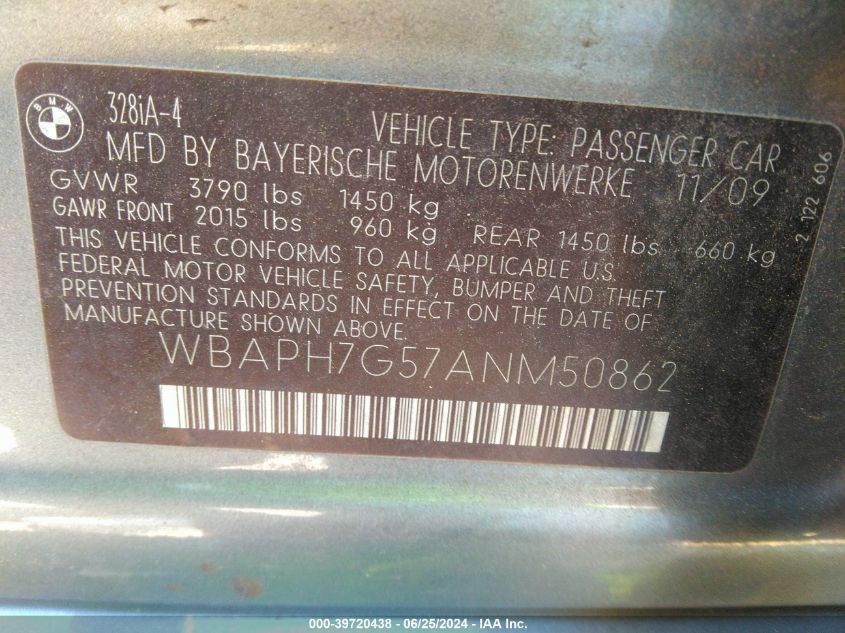 BMW
328iA-4
VEHICLE TYPE: PASSENGER CAR
MFD BY BAYERISCHE MOTORENWERKE 11/09
GVWR 3790 lbs 1450 kg
GAWR FRONT 2015 lbs 960 kg REAR 1450 lbs 660 kg
THIS VEHICLE CONFORMS TO ALL APPLICABLE U.S.
FEDERAL MOTOR VEHICLE SAFETY, BUMPER AND THEFT
PREVENTION STANDARDS IN EFFECT ON THE DATE OF
MANUFACTURE SHOWN ABOVE.
WBAPH7G57ANM50862
2 122 606
000-39720438 - 06/25/2024 - IAA Inc.